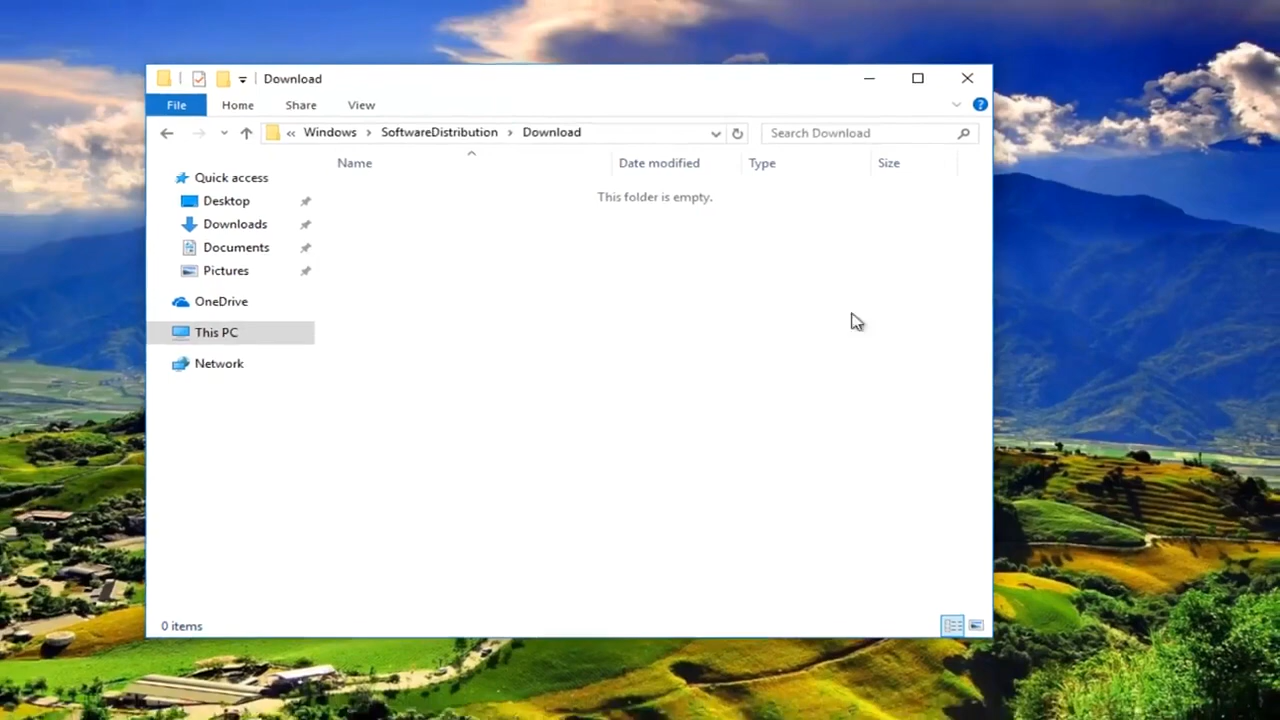 Download
File Home Share View
« Windows > SoftwareDistribution > Download Search Download
Name Date modified Type Size
This folder is empty.
Quick access
Desktop
Downloads
Documents
Pictures
OneDrive
This PC
Network
0 items